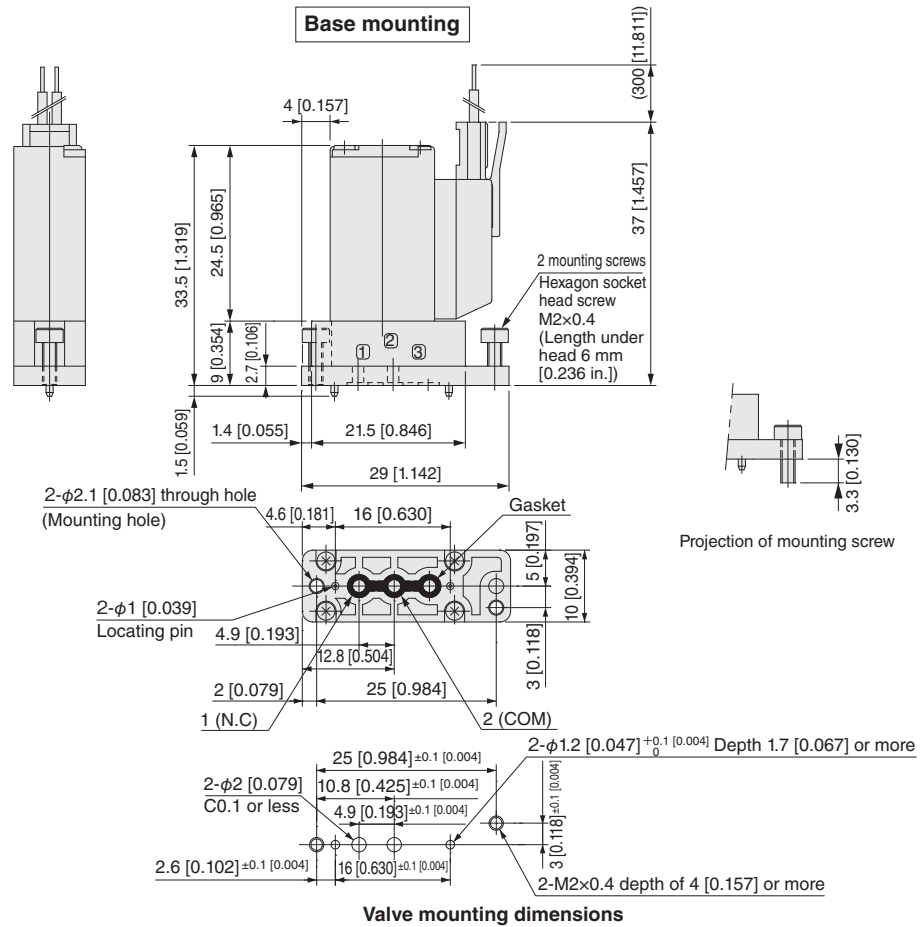 Base mounting
(300 [11.811])
4 [0.157]
33.5 [1.319]
24.5 [0.965]
37 [1.457]
2 mounting screws
Hexagon socket
head screw
M2×0.4
(Length under
head 6 mm
[0.236 in.])
9 [0.354]
2.7 [0.106]
1 2 3
1.5 [0.059]
1.4 [0.055]
21.5 [0.846]
29 [1.142]
3.3 [0.130]
Projection of mounting screw
2-φ2.1 [0.083] through hole
(Mounting hole)
4.6 [0.181]
16 [0.630]
Gasket
5 [0.197]
10 [0.394]
2-φ1 [0.039]
Locating pin
4.9 [0.193]
12.8 [0.504]
3 [0.118]
2 [0.079]
25 [0.984]
1 (N.C)
2 (COM)
2-φ1.2 [0.047] +0.1 [0.004] 0 Depth 1.7 [0.067] or more
25 [0.984] ±0.1 [0.004]
2-φ2 [0.079]
C0.1 or less
10.8 [0.425] ±0.1 [0.004]
4.9 [0.193] ±0.1 [0.004]
3 [0.118] ±0.1 [0.004]
2.6 [0.102] ±0.1 [0.004]
16 [0.630] ±0.1 [0.004]
2-M2×0.4 depth of 4 [0.157] or more
Valve mounting dimensions